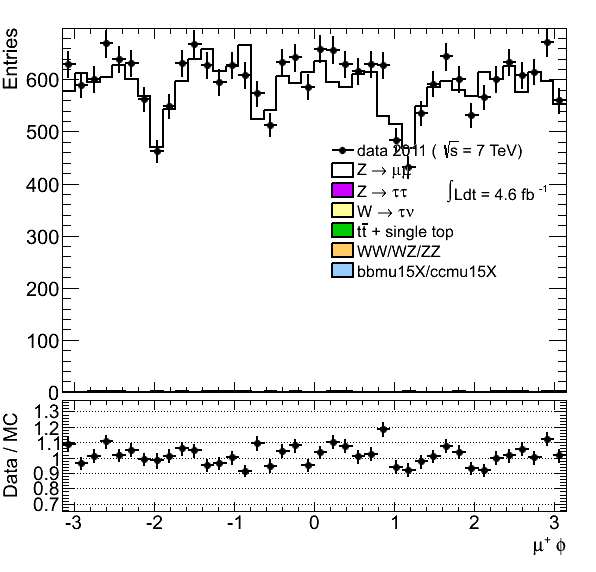 Entries
600
500
400
300
200
100
0
data 2011 ( √s = 7 TeV)
Z → μμ
Z → ττ
∫Ldt = 4.6 fb⁻¹
W → τν
tt̄ + single top
WW/WZ/ZZ
bbmu15X/ccmu15X
Data / MC
1.3
1.2
1.1
1
0.9
0.8
0.7
-3 -2 -1 0 1 2 3
μ⁺ ϕ